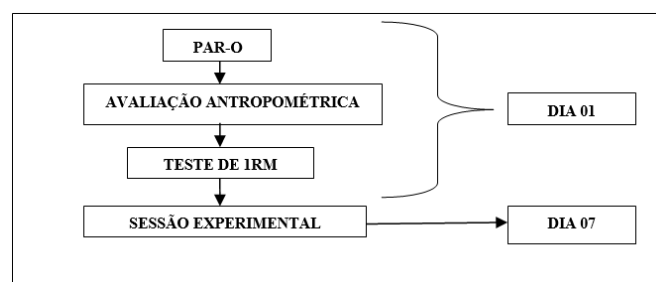 PAR-O
AVALIAÇÃO ANTROPOMÉTRICA
DIA 01
TESTE DE 1RM
SESSÃO EXPERIMENTAL
DIA 07